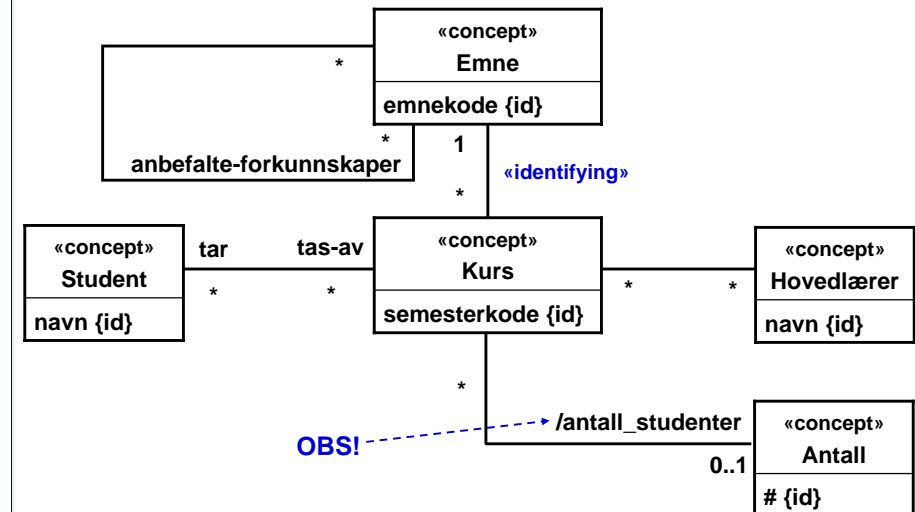 «concept»
Emne
*
emnekode {id}
*
1
anbefalte-forkunnskaper
«identifying»
*
«concept»
Student
navn {id}
tar
tas-av
*
*
«concept»
Kurs
semesterkode {id}
*
*
«concept»
Hovedlærer
navn {id}
*
/antall_studenter
OBS!
0..1
«concept»
Antall
# {id}